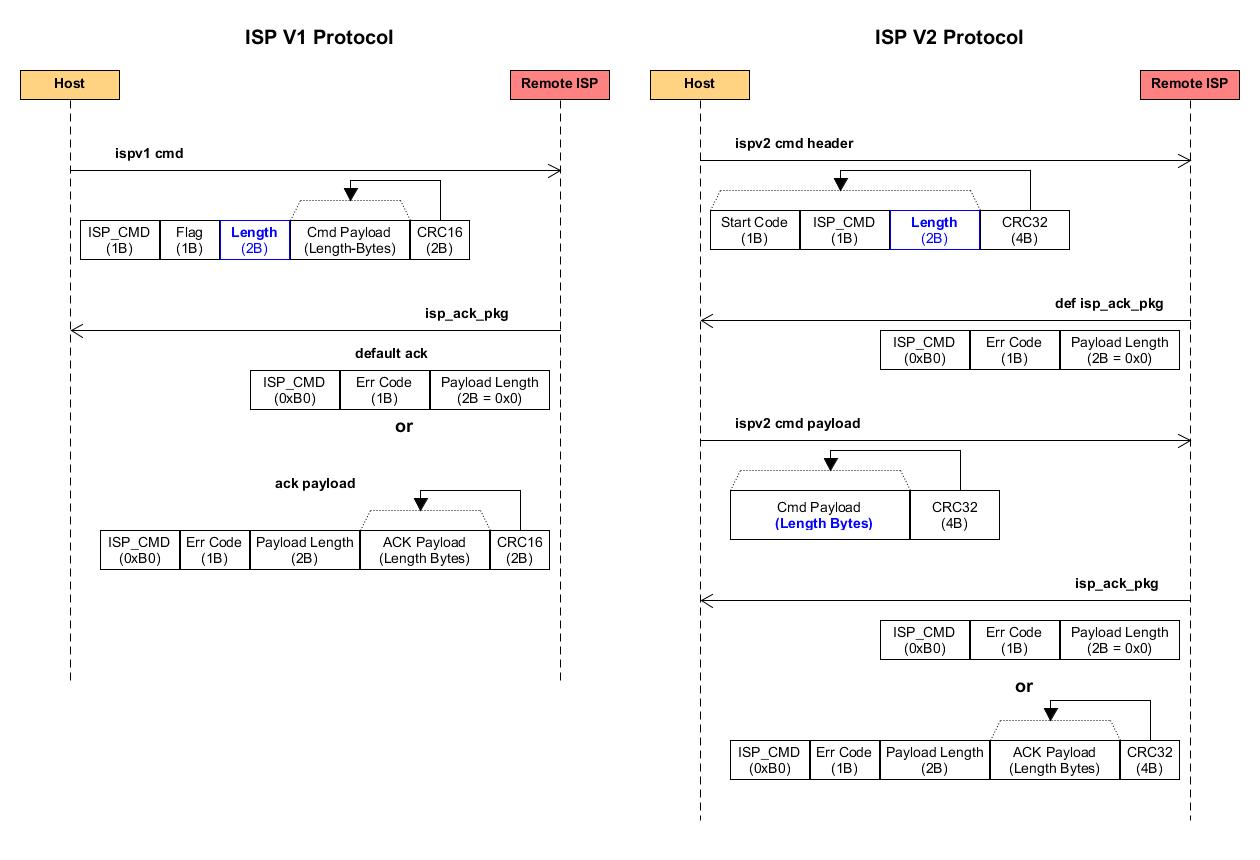 ISP V1 Protocol
Host
Remote ISP
ispv1 cmd
ISP_CMD
(1B)
Flag
(1B)
Length
(2B)
Cmd Payload
(Length-Bytes)
CRC16
(2B)
isp_ack_pkg
default ack
ISP_CMD
(0xB0)
Err Code
(1B)
Payload Length
(2B = 0x0)
or
ack payload
ISP_CMD
(0xB0)
Err Code
(1B)
Payload Length
(2B)
ACK Payload
(Length Bytes)
CRC16
(2B)
ISP V2 Protocol
Host
Remote ISP
ispv2 cmd header
Start Code
(1B)
ISP_CMD
(1B)
Length
(2B)
CRC32
(4B)
def isp_ack_pkg
ISP_CMD
(0xB0)
Err Code
(1B)
Payload Length
(2B = 0x0)
ispv2 cmd payload
Cmd Payload
(Length Bytes)
CRC32
(4B)
isp_ack_pkg
ISP_CMD
(0xB0)
Err Code
(1B)
Payload Length
(2B = 0x0)
or
ISP_CMD
(0xB0)
Err Code
(1B)
Payload Length
(2B)
ACK Payload
(Length Bytes)
CRC32
(4B)